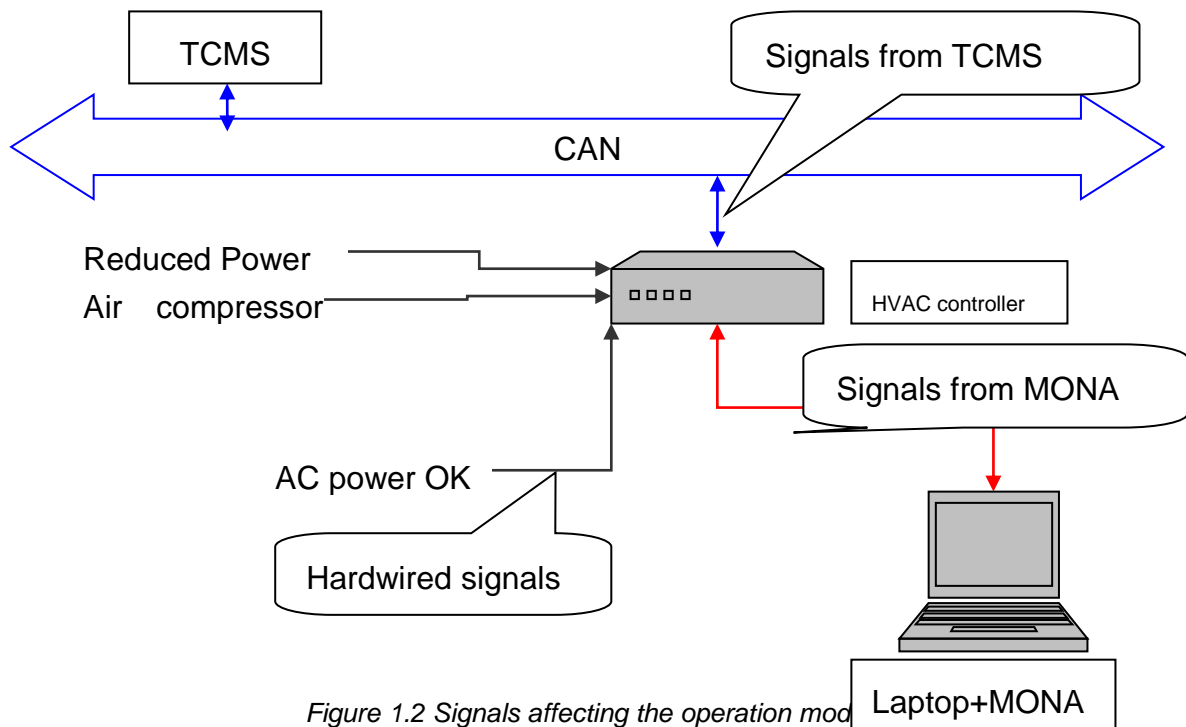 TCMS
Signals from TCMS
CAN
Reduced Power
Air compressor
HVAC controller
Signals from MONA
AC power OK
Hardwired signals
Laptop+MONA
Figure 1.2 Signals affecting the operation mod